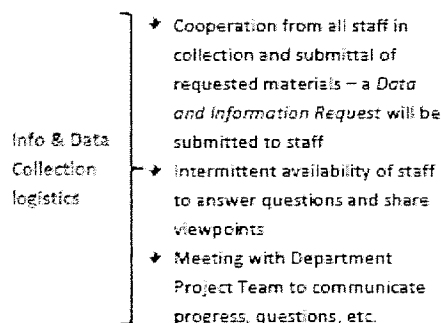 Cooperation from all staff in
collection and submittal of
requested materials – a Data
and Information Request will be
submitted to staff
Info & Data
Collection
logistics
Intermittent availability of staff
to answer questions and share
viewpoints
Meeting with Department
Project Team to communicate
progress, questions, etc.